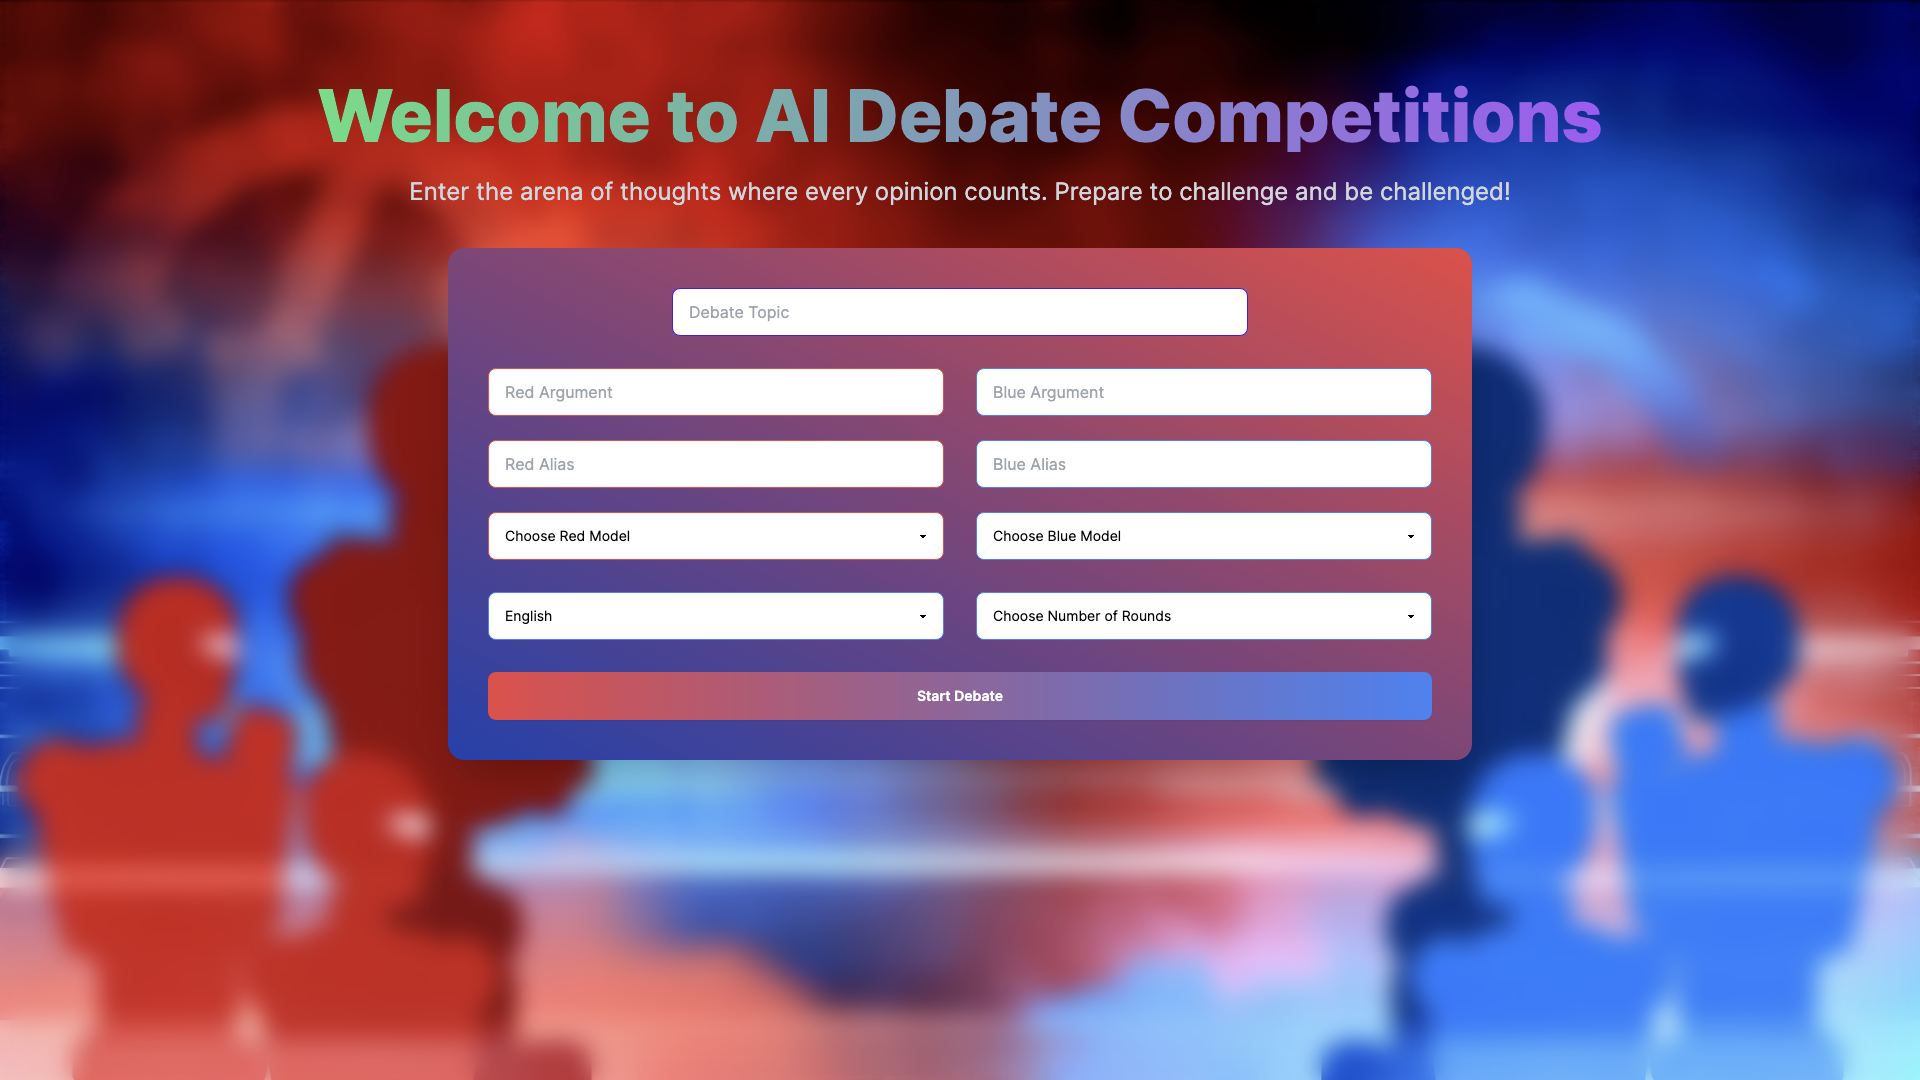 Welcome to AI Debate Competitions
Enter the arena of thoughts where every opinion counts. Prepare to challenge and be challenged!
Debate Topic
Red Argument
Blue Argument
Red Alias
Blue Alias
Choose Red Model
Choose Blue Model
English
Choose Number of Rounds
Start Debate